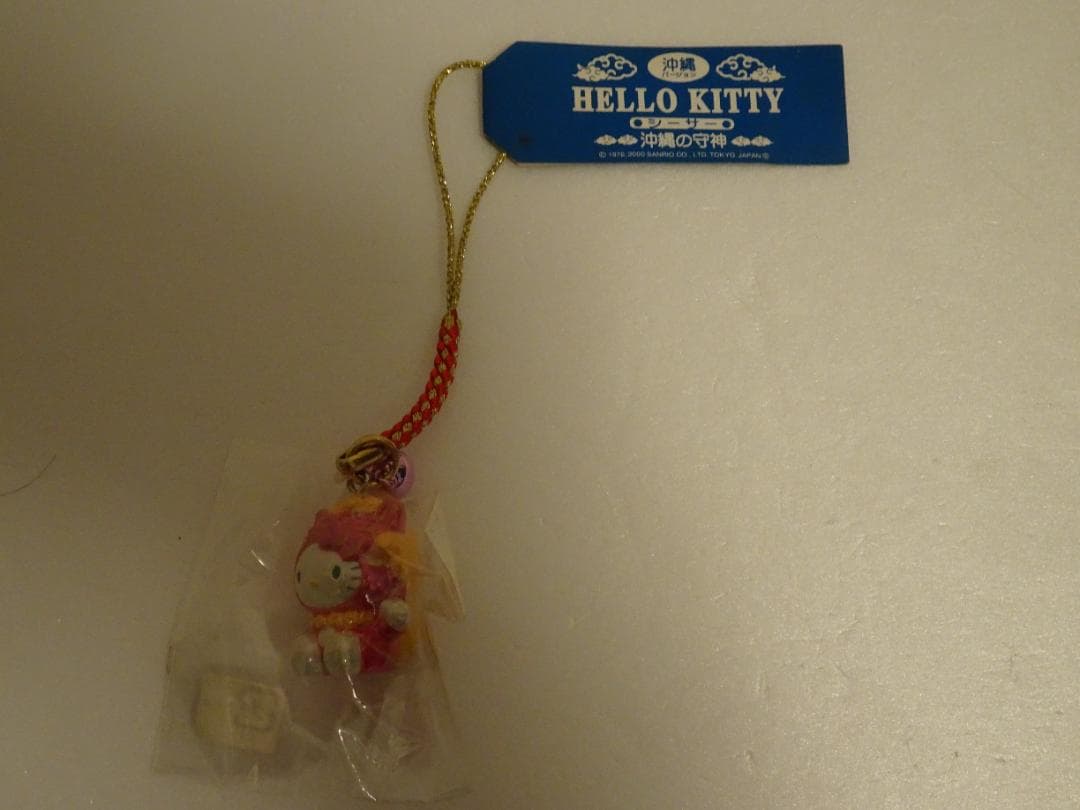 沖縄
バージョン
HELLO KITTY
シーサー
沖縄の守神
© 1976, 2000 SANRIO CO., LTD. TOKYO, JAPAN Ⓛ